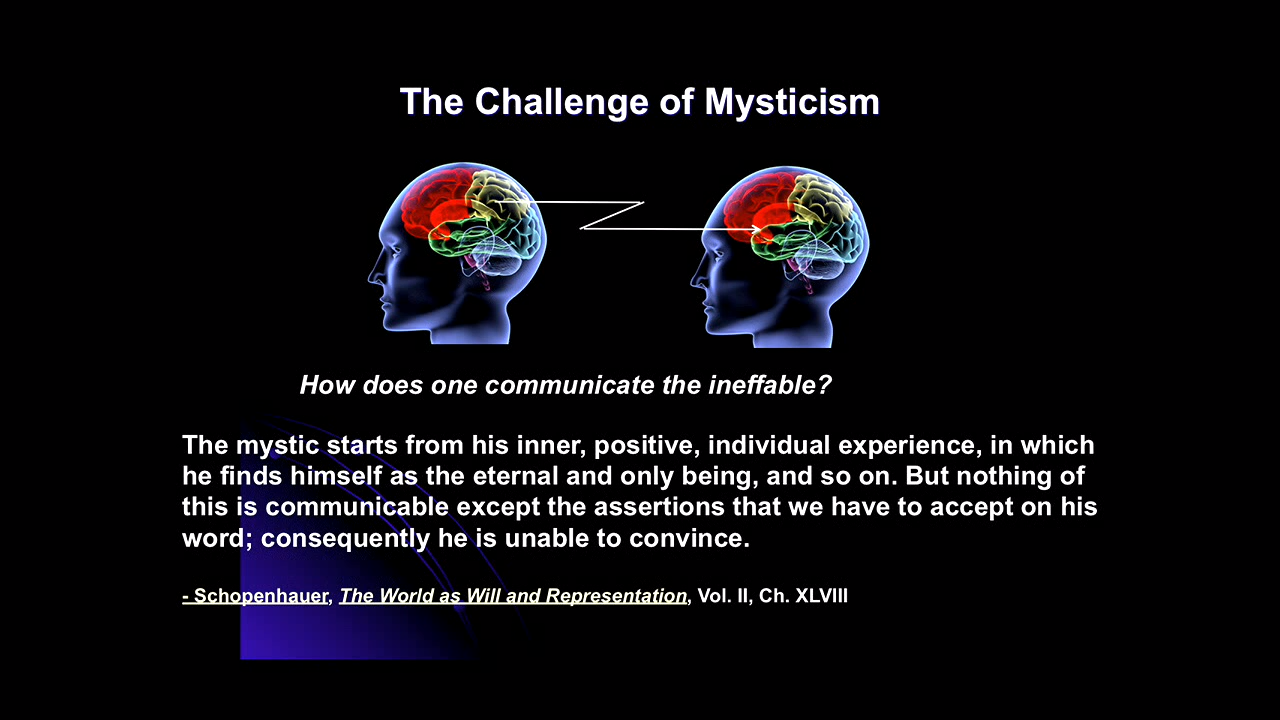 The Challenge of Mysticism
How does one communicate the ineffable?
The mystic starts from his inner, positive, individual experience, in which
he finds himself as the eternal and only being, and so on. But nothing of
this is communicable except the assertions that we have to accept on his
word; consequently he is unable to convince.
- Schopenhauer, The World as Will and Representation, Vol. II, Ch. XLVIII